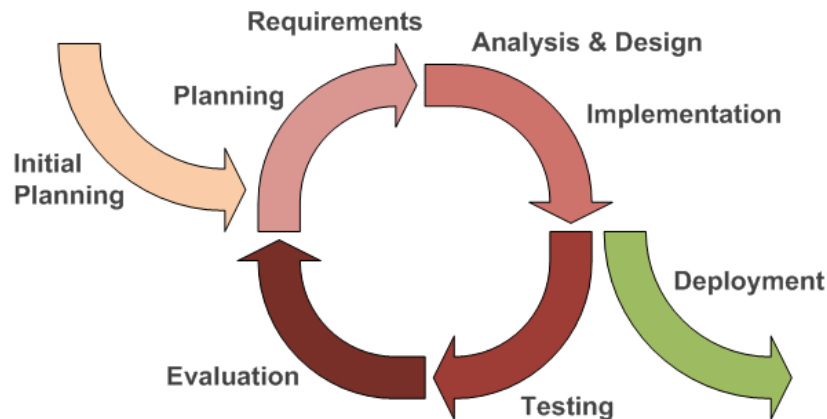 Requirements
Analysis & Design
Planning
Implementation
Initial
Planning
Deployment
Evaluation
Testing